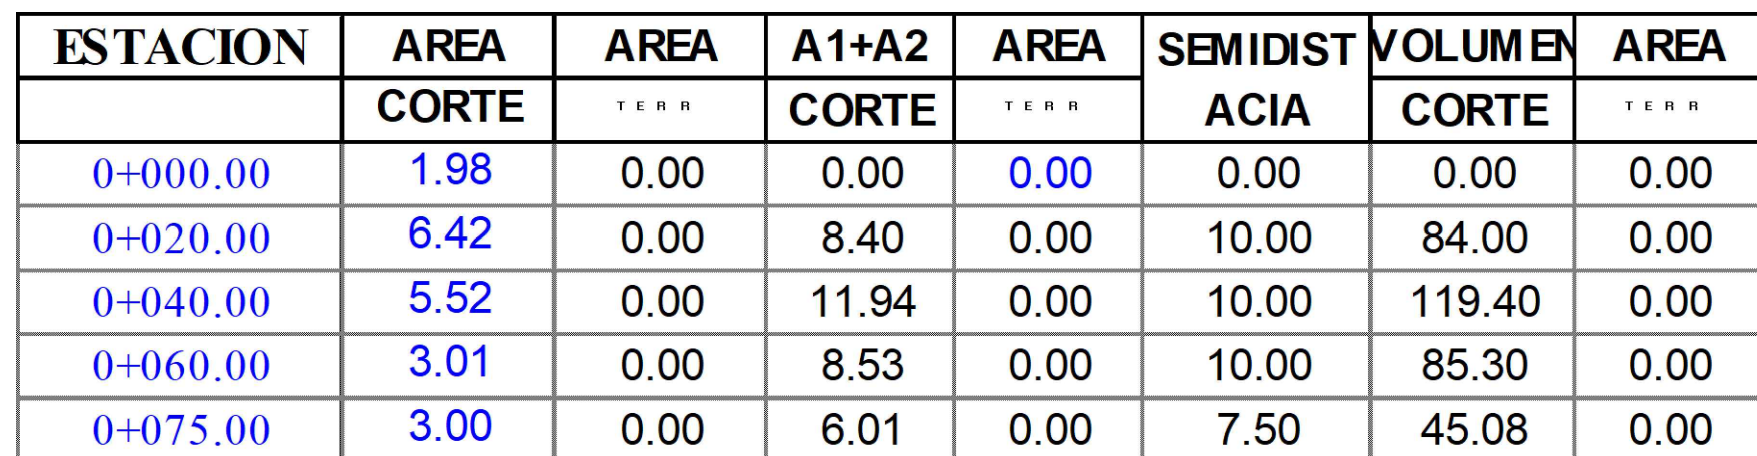 ESTACION AREA AREA A1+A2 AREA SEMIDIST VOLUMEN AREA
CORTE TERR CORTE TERR ACIA CORTE TERR
0+000.00 1.98 0.00 0.00 0.00 0.00 0.00 0.00
0+020.00 6.42 0.00 8.40 0.00 10.00 84.00 0.00
0+040.00 5.52 0.00 11.94 0.00 10.00 119.40 0.00
0+060.00 3.01 0.00 8.53 0.00 10.00 85.30 0.00
0+075.00 3.00 0.00 6.01 0.00 7.50 45.08 0.00